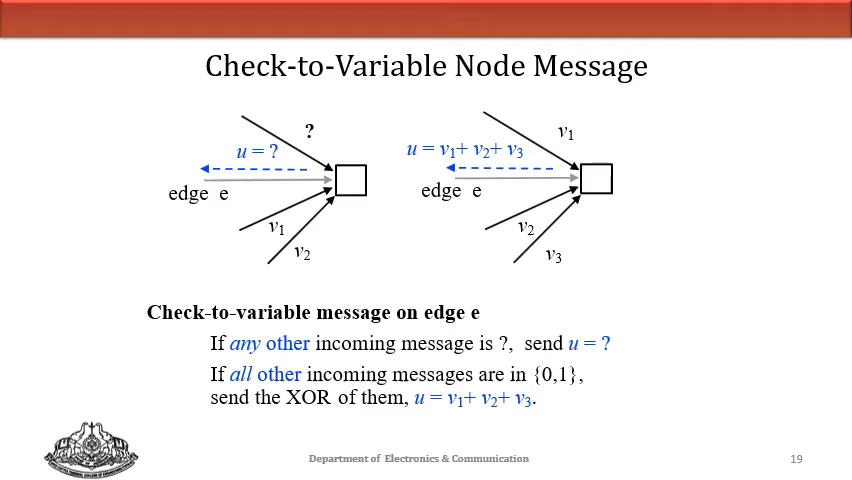 Check-to-Variable Node Message
?
u = ?
edge e
v1
v2
v1
u = v1+ v2+ v3
edge e
v2
v3
Check-to-variable message on edge e
If any other incoming message is ?, send u = ?
If all other incoming messages are in {0,1},
send the XOR of them, u = v1+ v2+ v3.
Department of Electronics & Communication
19